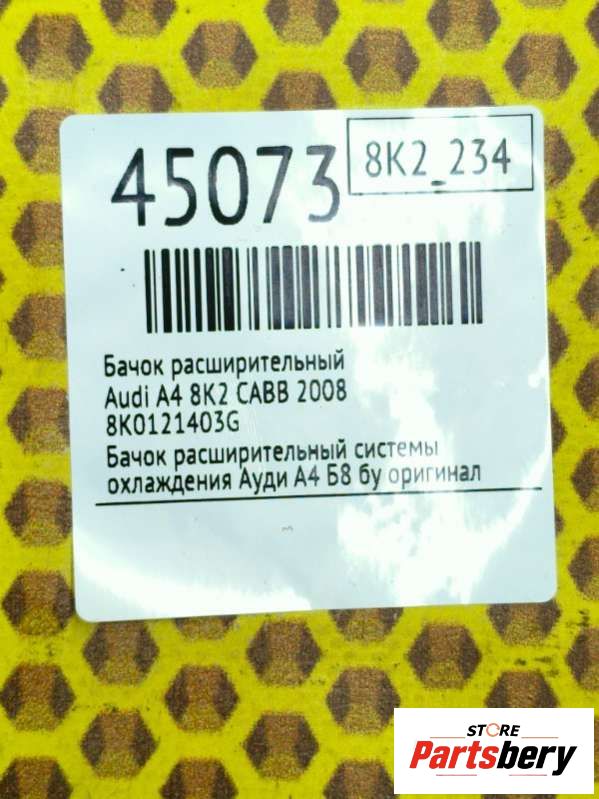 45073
8K2_234
Бачок расширительный
Audi A4 8K2 CABB 2008
8K0121403G
Бачок расширительный системы
охлаждения Ауди А4 Б8 бу оригинал
STORE
Partsbery